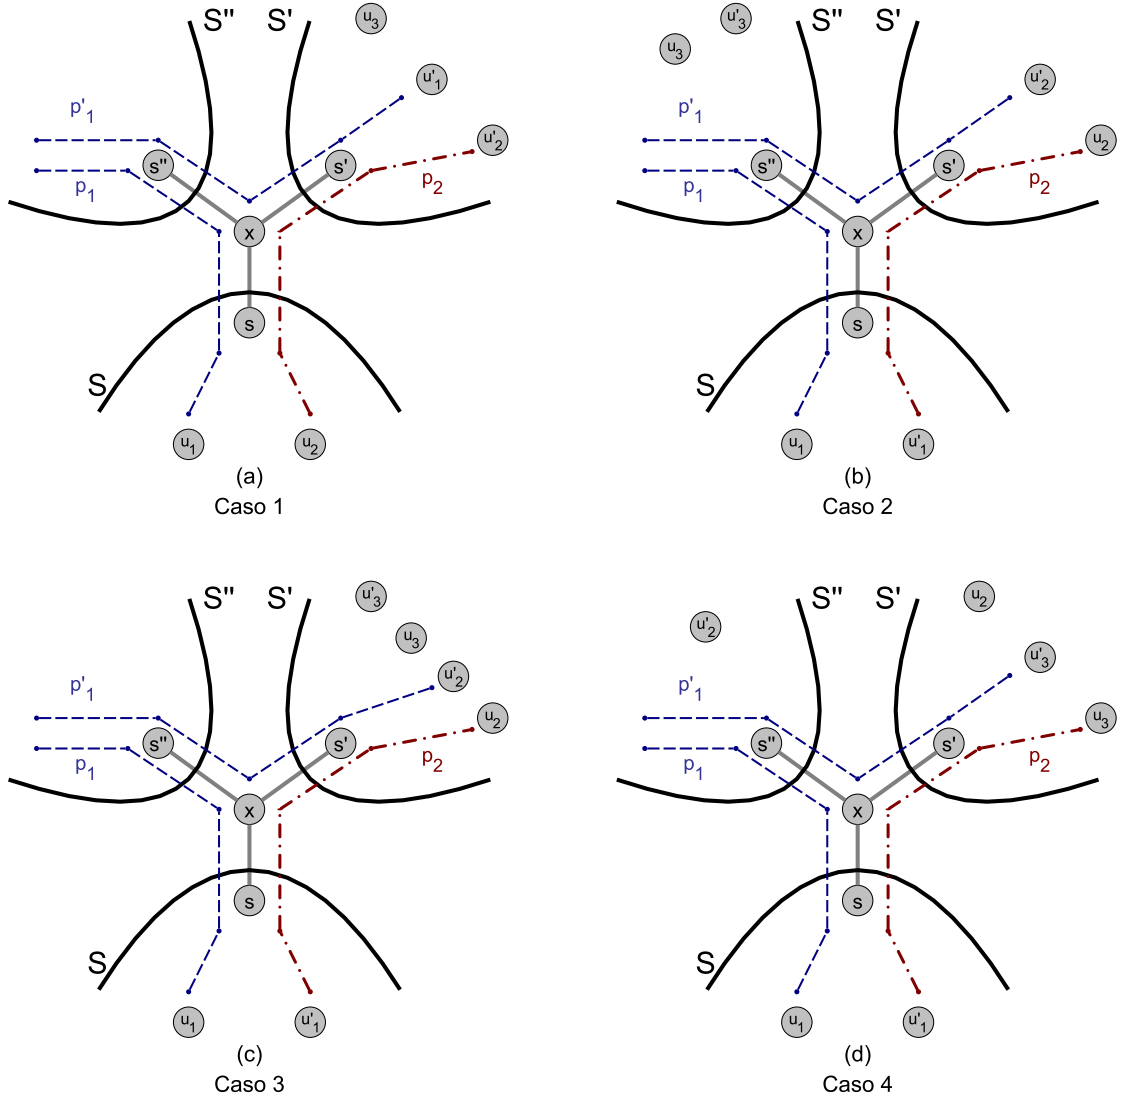 S'' S' u3
u'1
p'1
u'2
s'' s'
p1 p2
x
s
S
u1 u2
(a)
Caso 1
u'3 S'' S'
u3
u'2
p'1
u2
s'' s'
p1 p2
x
s
S
u1 u'1
(b)
Caso 2
S'' S' u'3
u3
u'2
p'1
u2
s'' s'
p1 p2
x
s
S
u1 u'1
(c)
Caso 3
S'' S' u2
u'2
u'3
p'1
u3
s'' s'
p1 p2
x
s
S
u1 u'1
(d)
Caso 4